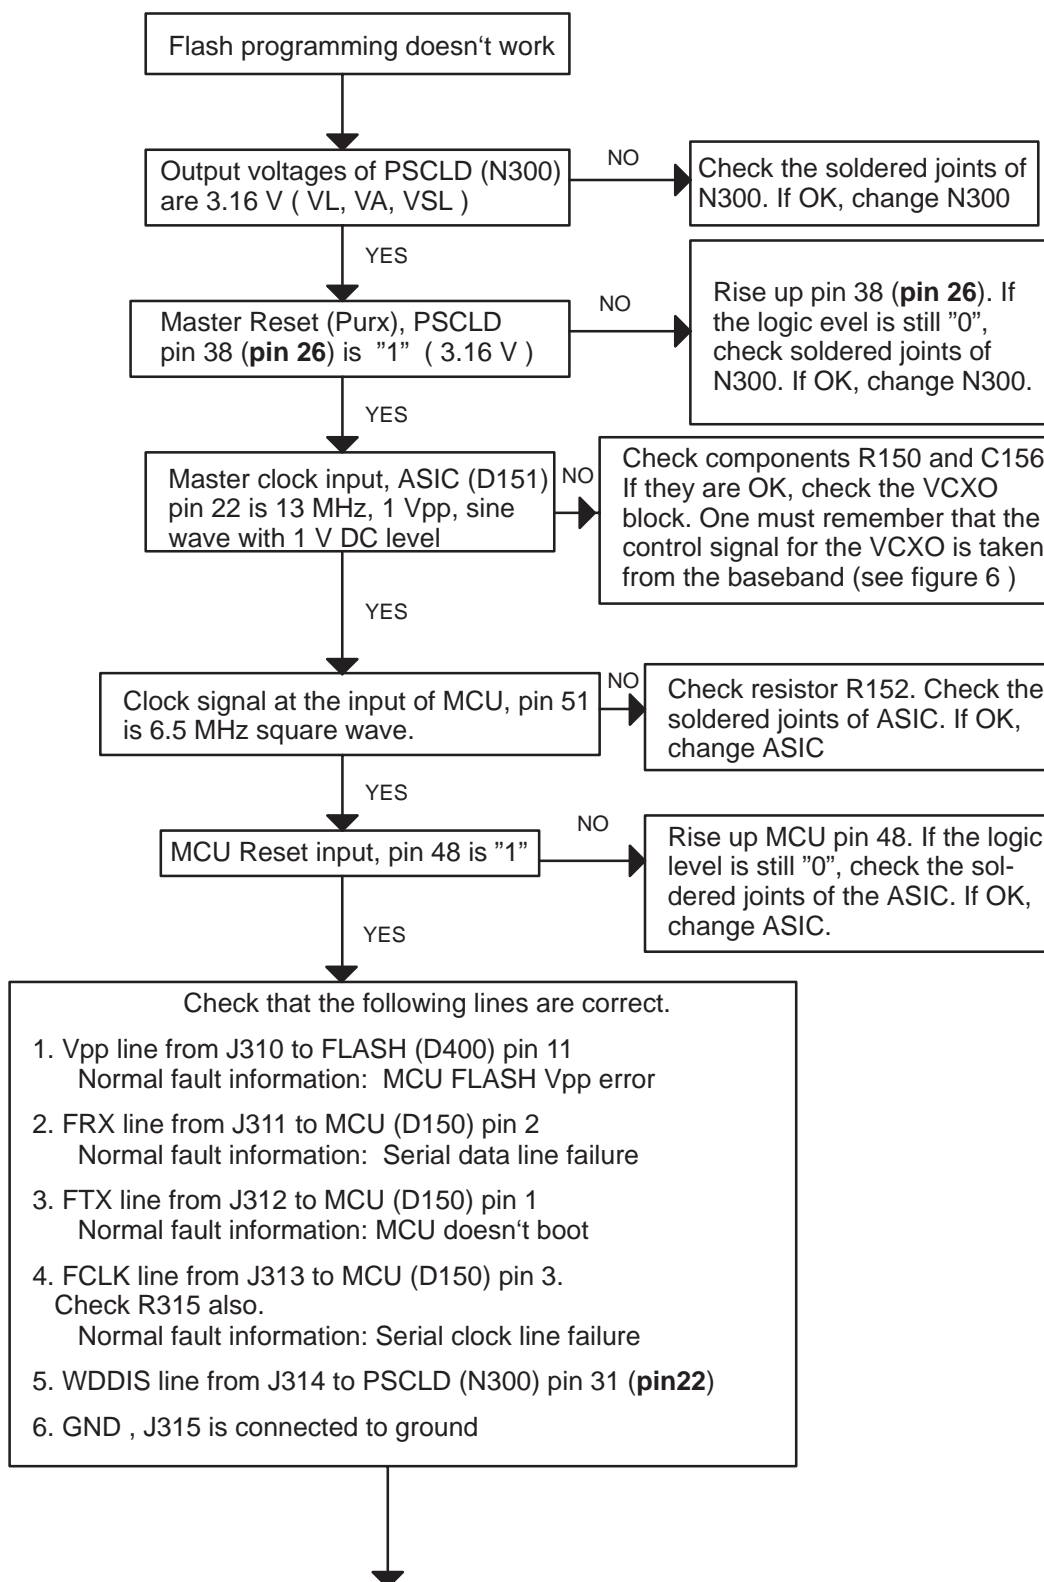 Flash programming doesn‘t work
Output voltages of PSCLD (N300)
are 3.16 V ( VL, VA, VSL )
NO
Check the soldered joints of
N300. If OK, change N300
YES
Master Reset (Purx), PSCLD
pin 38 (pin 26) is ”1” ( 3.16 V )
NO
Rise up pin 38 (pin 26). If
the logic evel is still ”0”,
check soldered joints of
N300. If OK, change N300.
YES
Master clock input, ASIC (D151)
pin 22 is 13 MHz, 1 Vpp, sine
wave with 1 V DC level
NO
Check components R150 and C156
If they are OK, check the VCXO
block. One must remember that the
control signal for the VCXO is taken
from the baseband (see figure 6 )
YES
Clock signal at the input of MCU, pin 51
is 6.5 MHz square wave.
NO
Check resistor R152. Check the
soldered joints of ASIC. If OK,
change ASIC
YES
MCU Reset input, pin 48 is ”1”
NO
Rise up MCU pin 48. If the logic
level is still ”0”, check the sol-
dered joints of the ASIC. If OK,
change ASIC.
YES
Check that the following lines are correct.
1. Vpp line from J310 to FLASH (D400) pin 11
Normal fault information: MCU FLASH Vpp error
2. FRX line from J311 to MCU (D150) pin 2
Normal fault information: Serial data line failure
3. FTX line from J312 to MCU (D150) pin 1
Normal fault information: MCU doesn‘t boot
4. FCLK line from J313 to MCU (D150) pin 3.
Check R315 also.
Normal fault information: Serial clock line failure
5. WDDIS line from J314 to PSCLD (N300) pin 31 (pin22)
6. GND , J315 is connected to ground